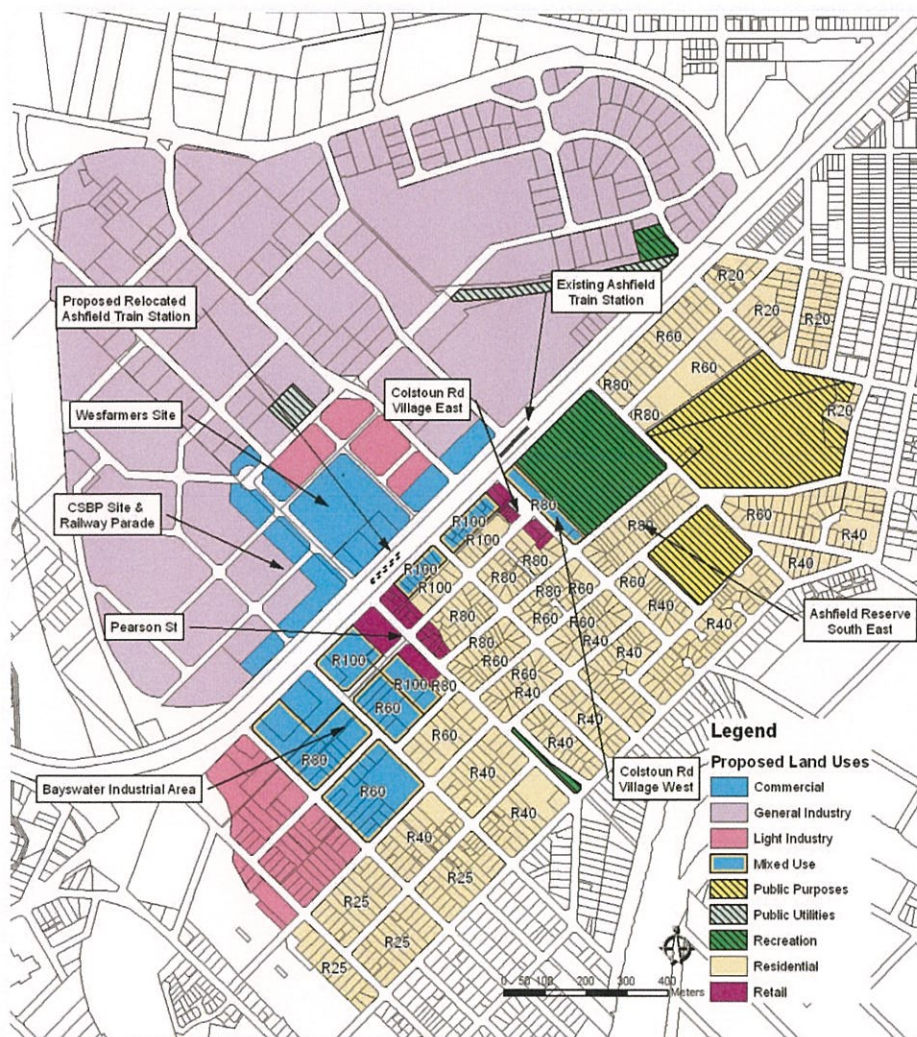 Existing Ashfield
Train Station
Proposed Relocated
Ashfield Train Station
Colstoun Rd
Village East
Wesfarmers Site
CSBP Site &
Railway Parade
Pearson St
Ashfield Reserve
South East
Bayswater Industrial Area
Colstoun Rd
Village West
R20
R20
R20
R60
R60
R80
R80
R20
R80
R100
R100
R80
R60
R40
R40
R100
R100
R80
R80
R60
R60
R40
R40
R80
R60
R60
R40
R40
R80
R60
R40
R100
R100
R80
R60
R60
R40
R40
R80
R60
R40
R40
R25
R25
R25
R25
Legend
Proposed Land Uses
Commercial
General Industry
Light Industry
Mixed Use
Public Purposes
Public Utilities
Recreation
Residential
Retail
0 50 100 200 300 400
Meters